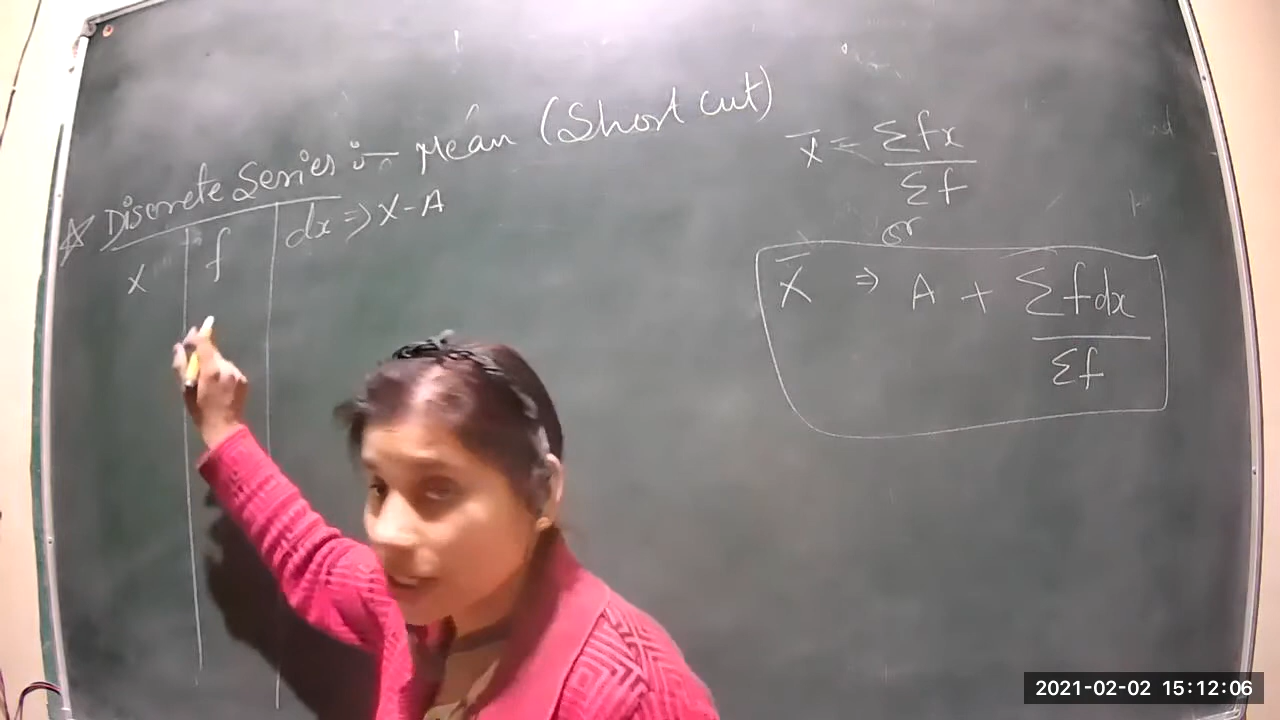 ☆ Discrete Series :- Mean (Short cut)
x f dx ⇒ X - A
x̄ = Σfx / Σf
or
X̄ ⇒ A + Σfdx / Σf
2021-02-02 15:12:06